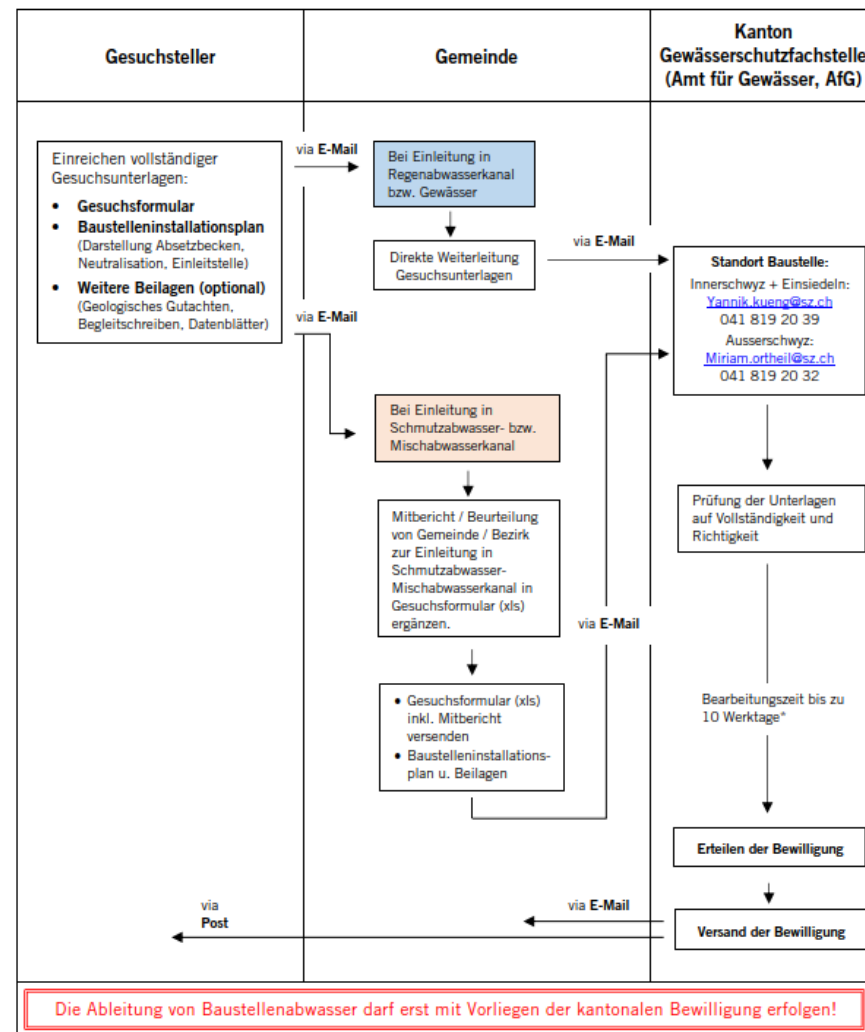 Gesuchsteller
Gemeinde
Kanton
Gewässerschutzfachstelle
(Amt für Gewässer, AfG)
Einreichen vollständiger
Gesuchsunterlagen:
• Gesuchsformular
• Baustelleninstallationsplan
(Darstellung Absetzbecken,
Neutralisation, Einleitstelle)
• Weitere Beilagen (optional)
(Geologisches Gutachten,
Begleitschreiben, Datenblätter)
via E-Mail
via E-Mail
Bei Einleitung in
Regenabwasserkanal
bzw. Gewässer
Direkte Weiterleitung
Gesuchsunterlagen
via E-Mail
Bei Einleitung in
Schmutzabwasser- bzw.
Mischabwasserkanal
Mitbericht / Beurteilung
von Gemeinde / Bezirk
zur Einleitung in
Schmutzabwasser-
Mischabwasserkanal in
Gesuchsformular (xls)
ergänzen.
• Gesuchsformular (xls)
inkl. Mitbericht
versenden
• Baustelleninstallations-
plan u. Beilagen
via E-Mail
Standort Baustelle:
Innerschwyz + Einsiedeln:
Yannik.kueng@sz.ch
041 819 20 39
Ausserschwyz:
Miriam.ortheil@sz.ch
041 819 20 32
Prüfung der Unterlagen
auf Vollständigkeit und
Richtigkeit
Bearbeitungszeit bis zu
10 Werktage*
Erteilen der Bewilligung
Versand der Bewilligung
via E-Mail
via
Post
Die Ableitung von Baustellenabwasser darf erst mit Vorliegen der kantonalen Bewilligung erfolgen!